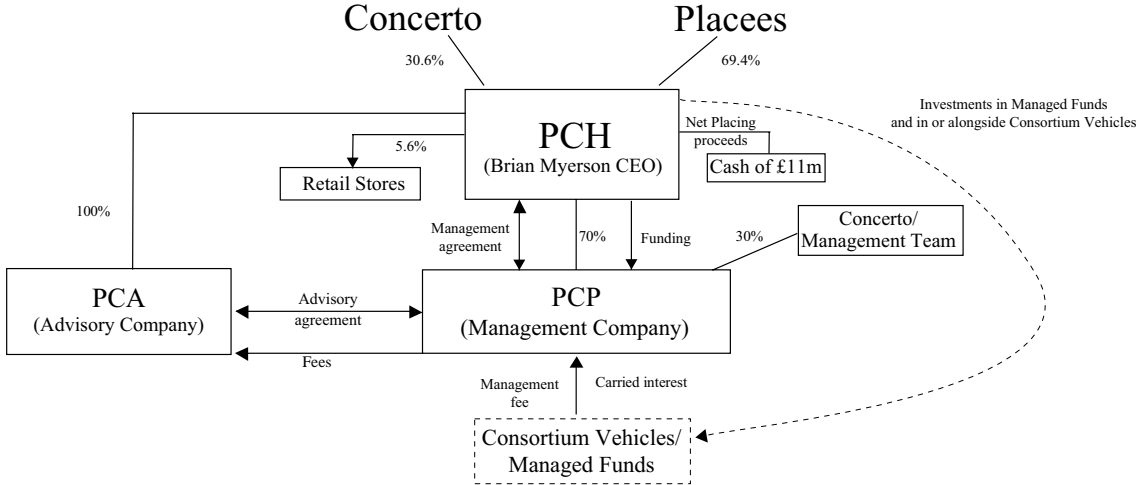 Concerto
Placees
30.6%
69.4%
Investments in Managed Funds
and in or alongside Consortium Vehicles
PCH
(Brian Myerson CEO)
Net Placing
proceeds
5.6%
Cash of £11m
Retail Stores
100%
Management
agreement
70%
Funding
30%
Concerto/
Management Team
PCA
(Advisory Company)
Advisory
agreement
PCP
(Management Company)
Fees
Management
fee
Carried interest
Consortium Vehicles/
Managed Funds